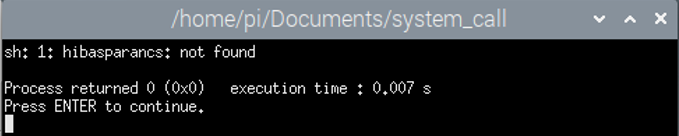 /home/pi/Documents/system_call
sh: 1: hibasparancs: not found
Process returned 0 (0x0)   execution time : 0.007 s
Press ENTER to continue.